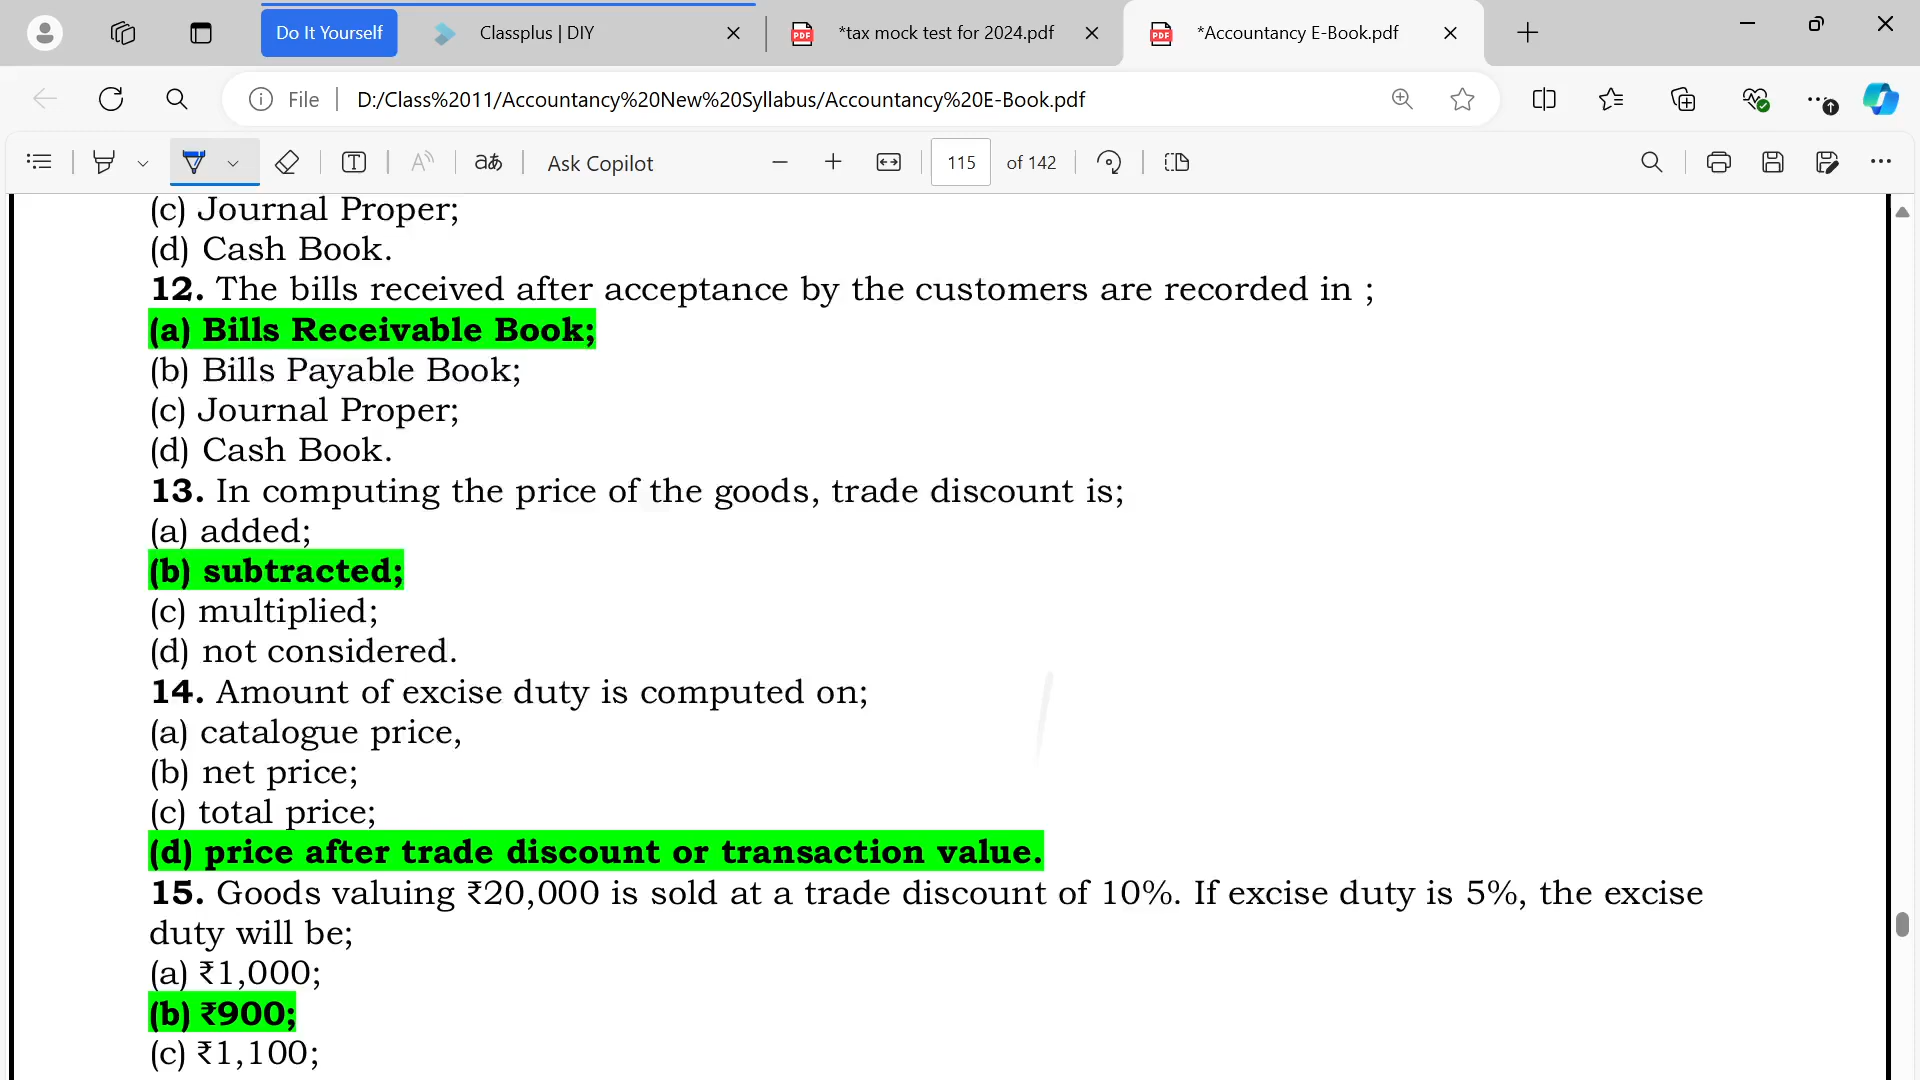 Do It Yourself
Classplus | DIY
*tax mock test for 2024.pdf
*Accountancy E-Book.pdf
File
D:/Class%2011/Accountancy%20New%20Syllabus/Accountancy%20E-Book.pdf
Ask Copilot
115 of 142
(c) Journal Proper;
(d) Cash Book.
12. The bills received after acceptance by the customers are recorded in ;
(a) Bills Receivable Book;
(b) Bills Payable Book;
(c) Journal Proper;
(d) Cash Book.
13. In computing the price of the goods, trade discount is;
(a) added;
(b) subtracted;
(c) multiplied;
(d) not considered.
14. Amount of excise duty is computed on;
(a) catalogue price,
(b) net price;
(c) total price;
(d) price after trade discount or transaction value.
15. Goods valuing ₹20,000 is sold at a trade discount of 10%. If excise duty is 5%, the excise
duty will be;
(a) ₹1,000;
(b) ₹900;
(c) ₹1,100;